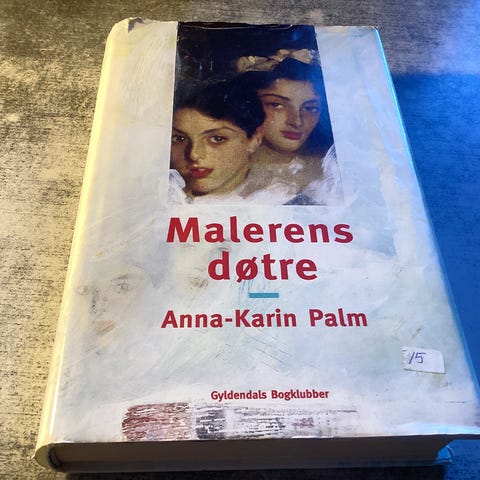 Malerens
døtre
Anna-Karin Palm
15
Gyldendals Bogklubber